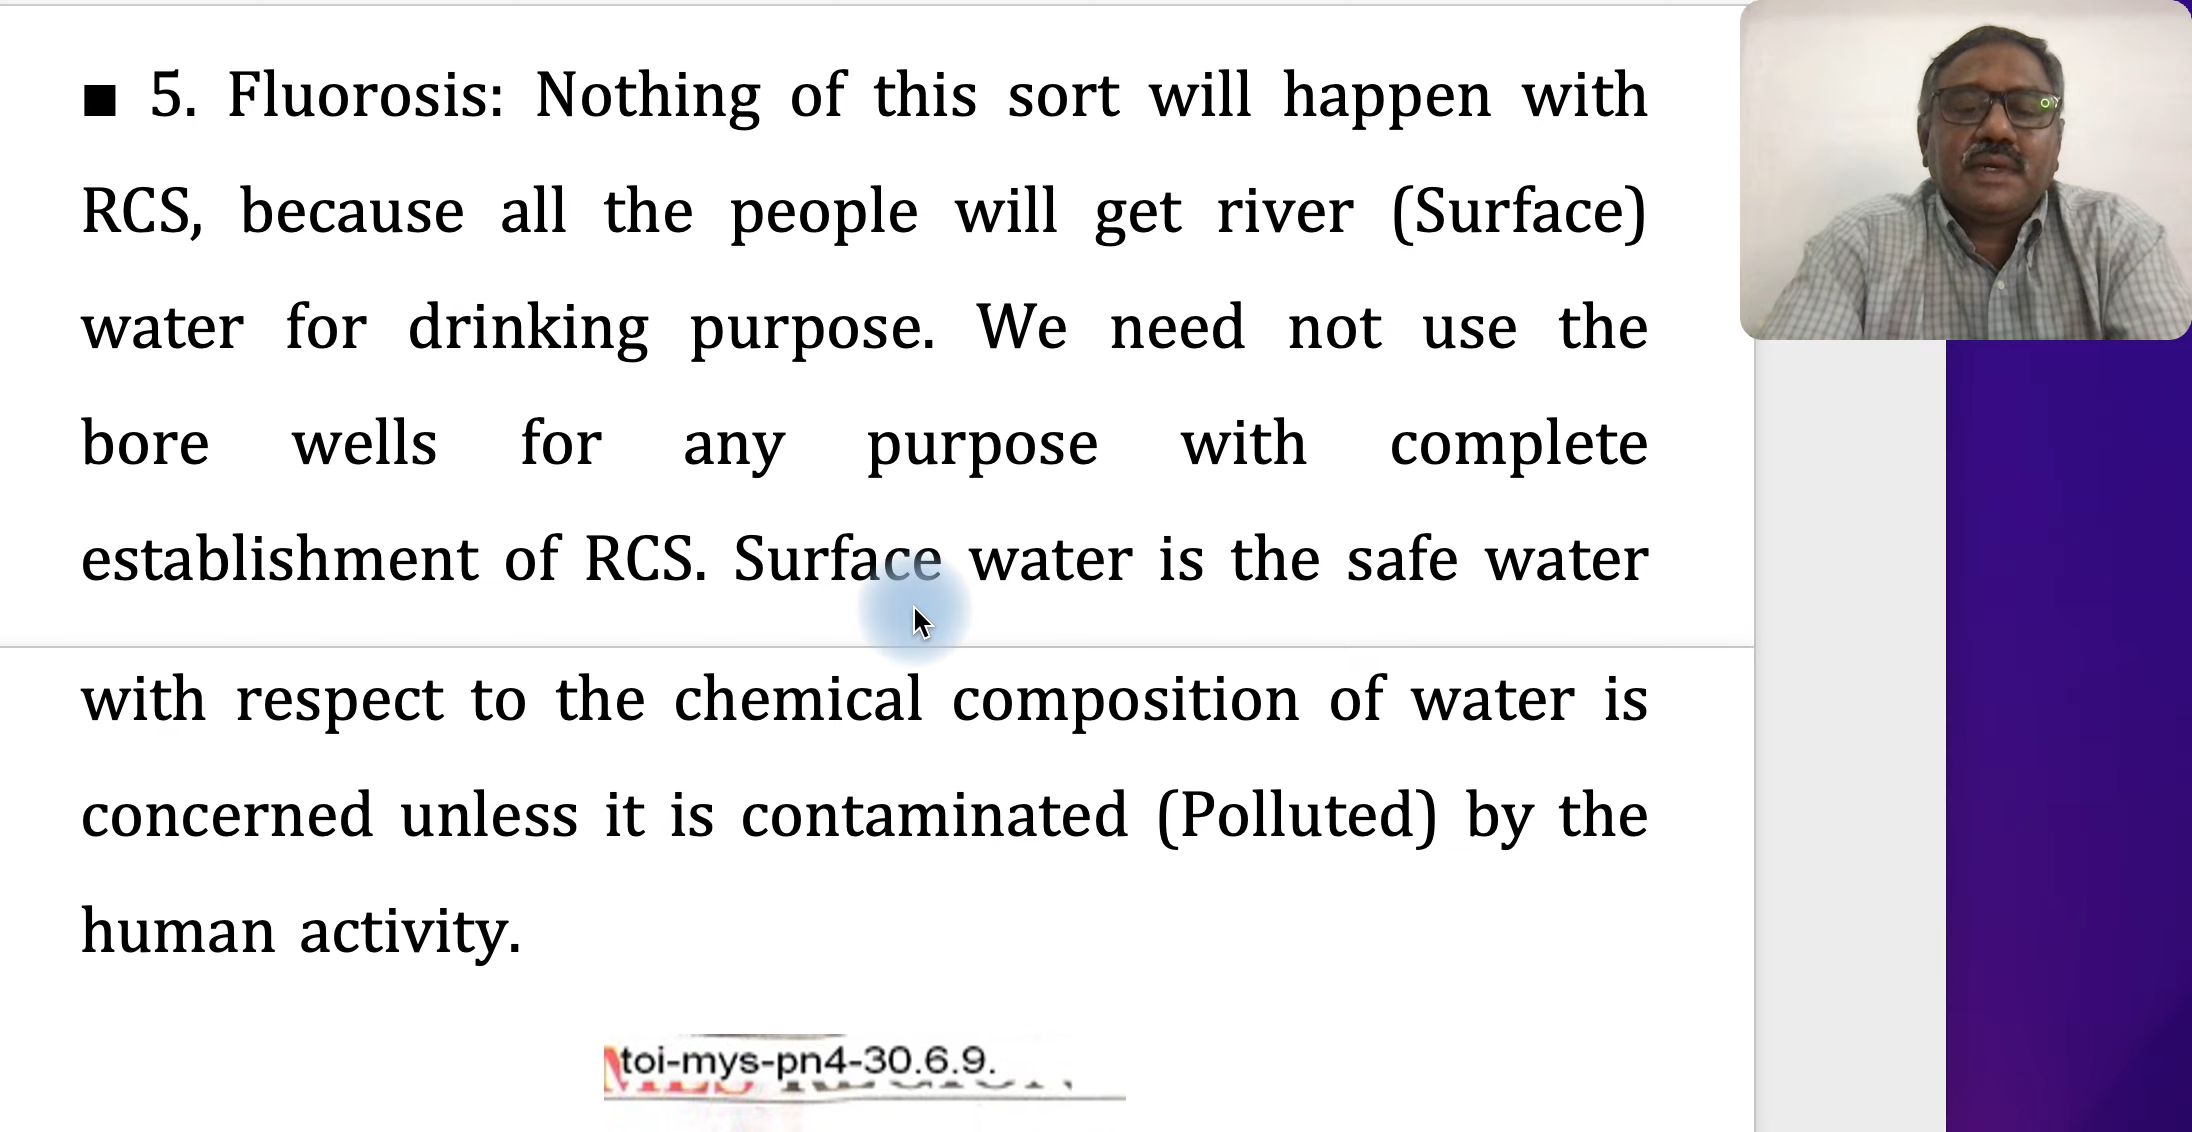 ■ 5. Fluorosis: Nothing of this sort will happen with
RCS, because all the people will get river (Surface)
water for drinking purpose. We need not use the
bore wells for any purpose with complete
establishment of RCS. Surface water is the safe water
with respect to the chemical composition of water is
concerned unless it is contaminated (Polluted) by the
human activity.
toi-mys-pn4-30.6.9.